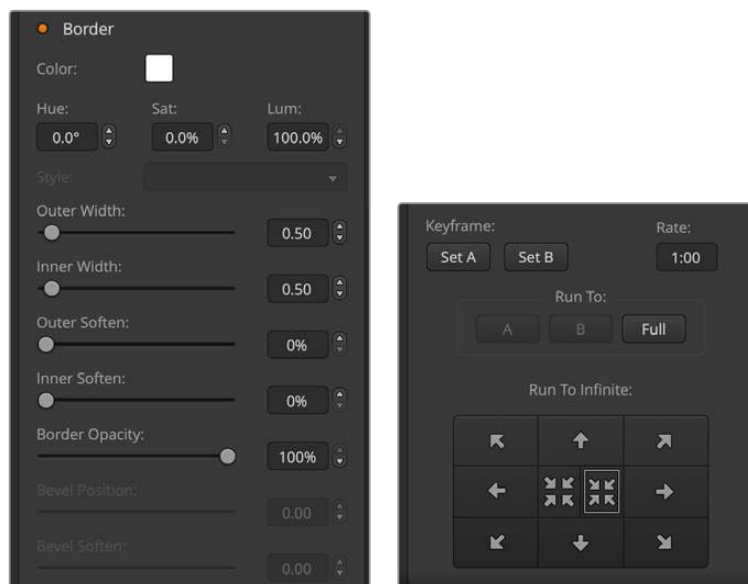 Border
Color:
Hue: Sat: Lum:
0.0° 0.0% 100.0%
Style:
Outer Width:
0.50
Inner Width:
0.50
Outer Soften:
0%
Inner Soften:
0%
Border Opacity:
100%
Bevel Position:
0.00
Bevel Soften:
0.00
Keyframe: Rate:
Set A Set B 1:00
Run To:
A B Full
Run To Infinite: